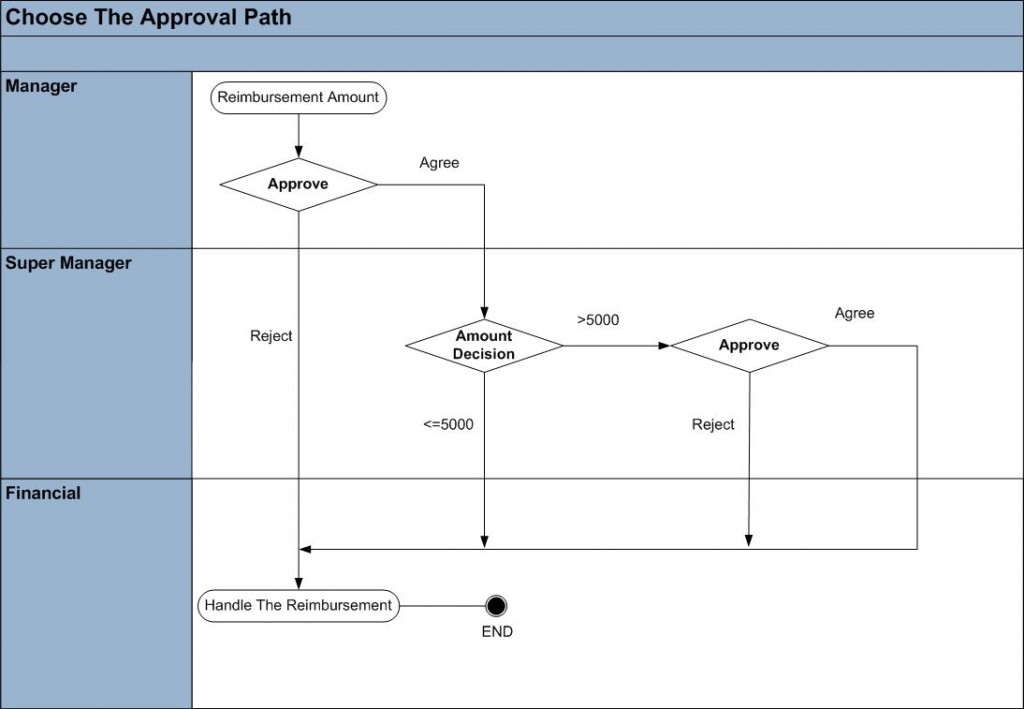 Choose The Approval Path
Manager
Reimbursement Amount
Agree
Approve
Super Manager
>5000
Agree
Reject
Amount
Decision
Approve
<=5000
Reject
Financial
Handle The Reimbursement
END